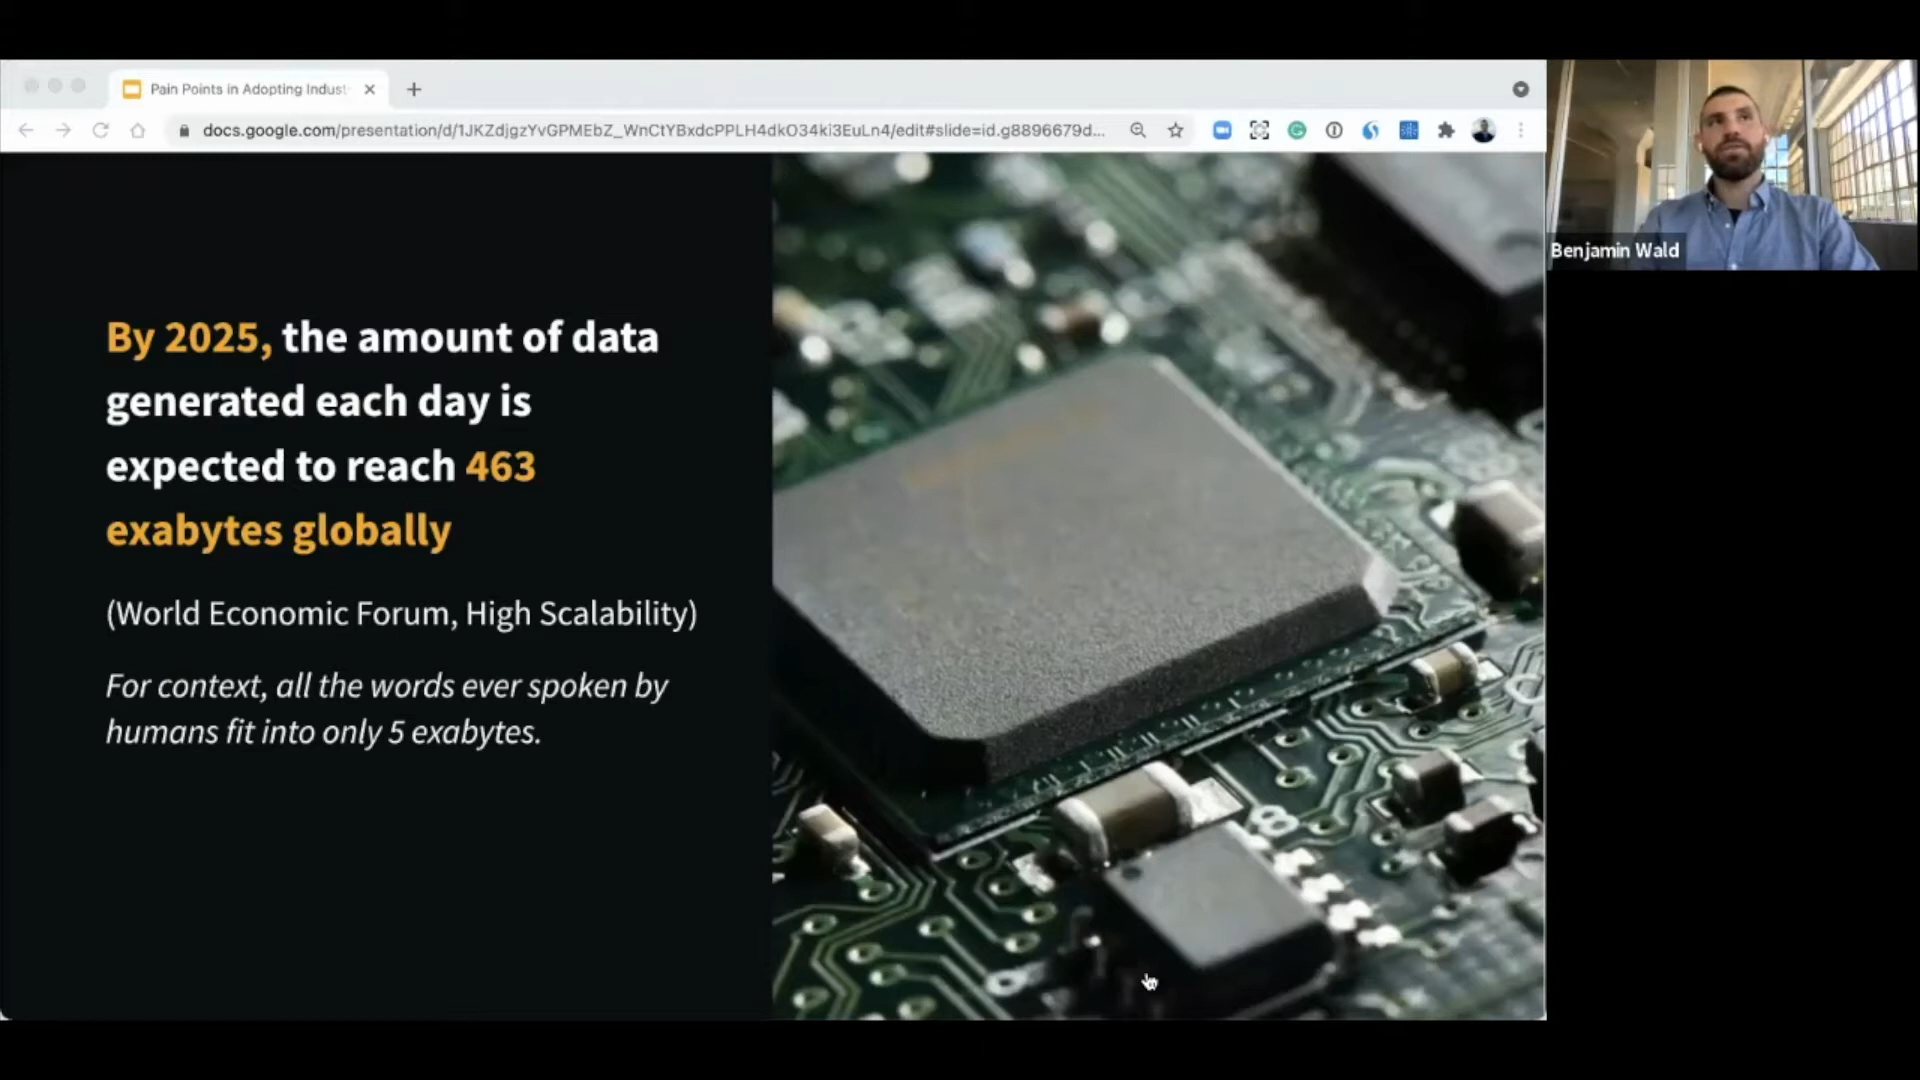 Pain Points in Adopting Indust
docs.google.com/presentation/d/1JKZdjgzYvGPMEbZ_WnCtYBxdcPPLH4dkO34ki3EuLn4/edit#slide=id.g8896679d...
Benjamin Wald
By 2025, the amount of data
generated each day is
expected to reach 463
exabytes globally
(World Economic Forum, High Scalability)
For context, all the words ever spoken by
humans fit into only 5 exabytes.